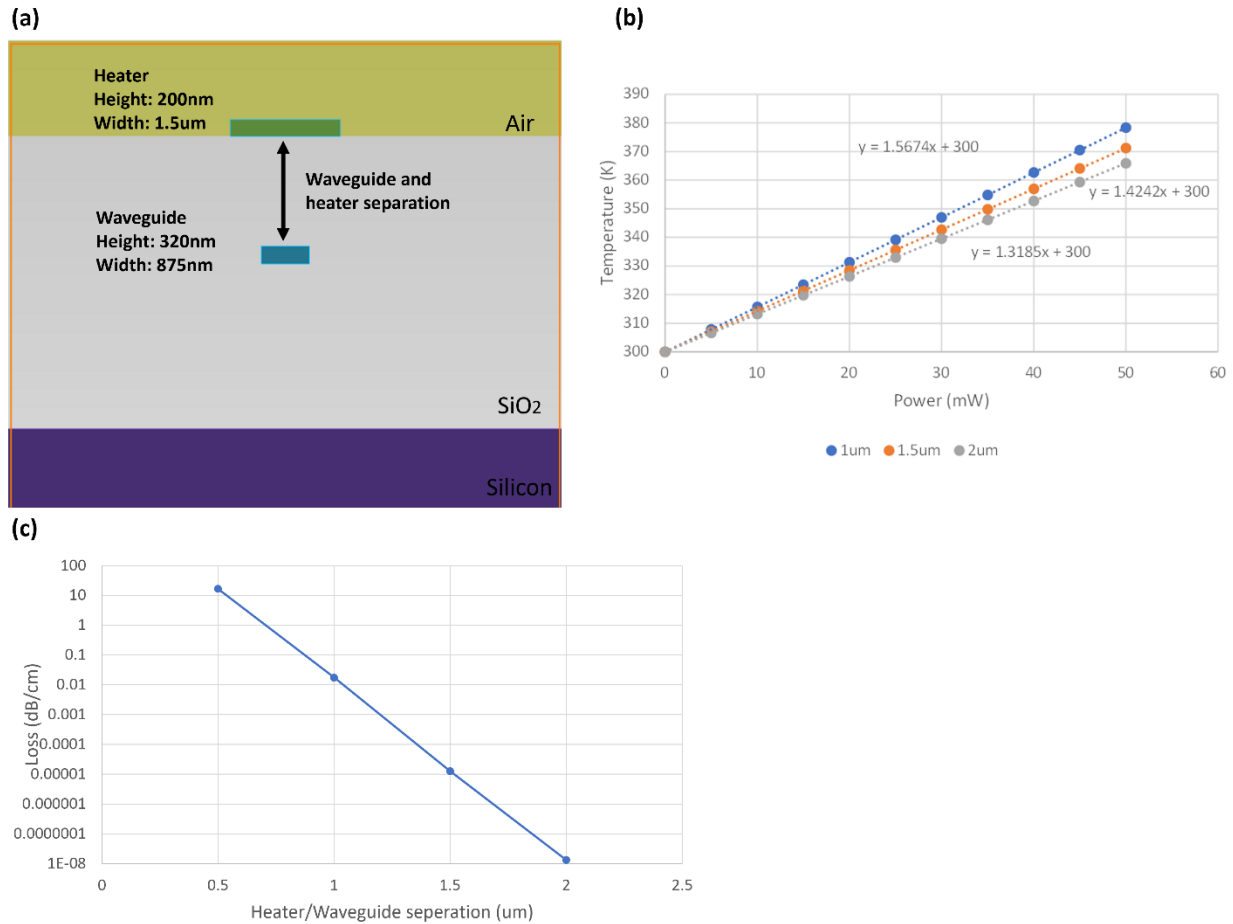 (a)
Heater
Height: 200nm
Width: 1.5um
Air
Waveguide and
heater separation
Waveguide
Height: 320nm
Width: 875nm
SiO₂
Silicon
(b)
390
380
370
360
350
340
330
320
310
300
Temperature (K)
y = 1.5674x + 300
y = 1.4242x + 300
y = 1.3185x + 300
0 10 20 30 40 50 60
Power (mW)
1um 1.5um 2um
(c)
100
10
1
0.1
0.01
0.001
0.0001
0.00001
0.000001
0.0000001
1E-08
Loss (dB/cm)
0 0.5 1 1.5 2 2.5
Heater/Waveguide seperation (um)